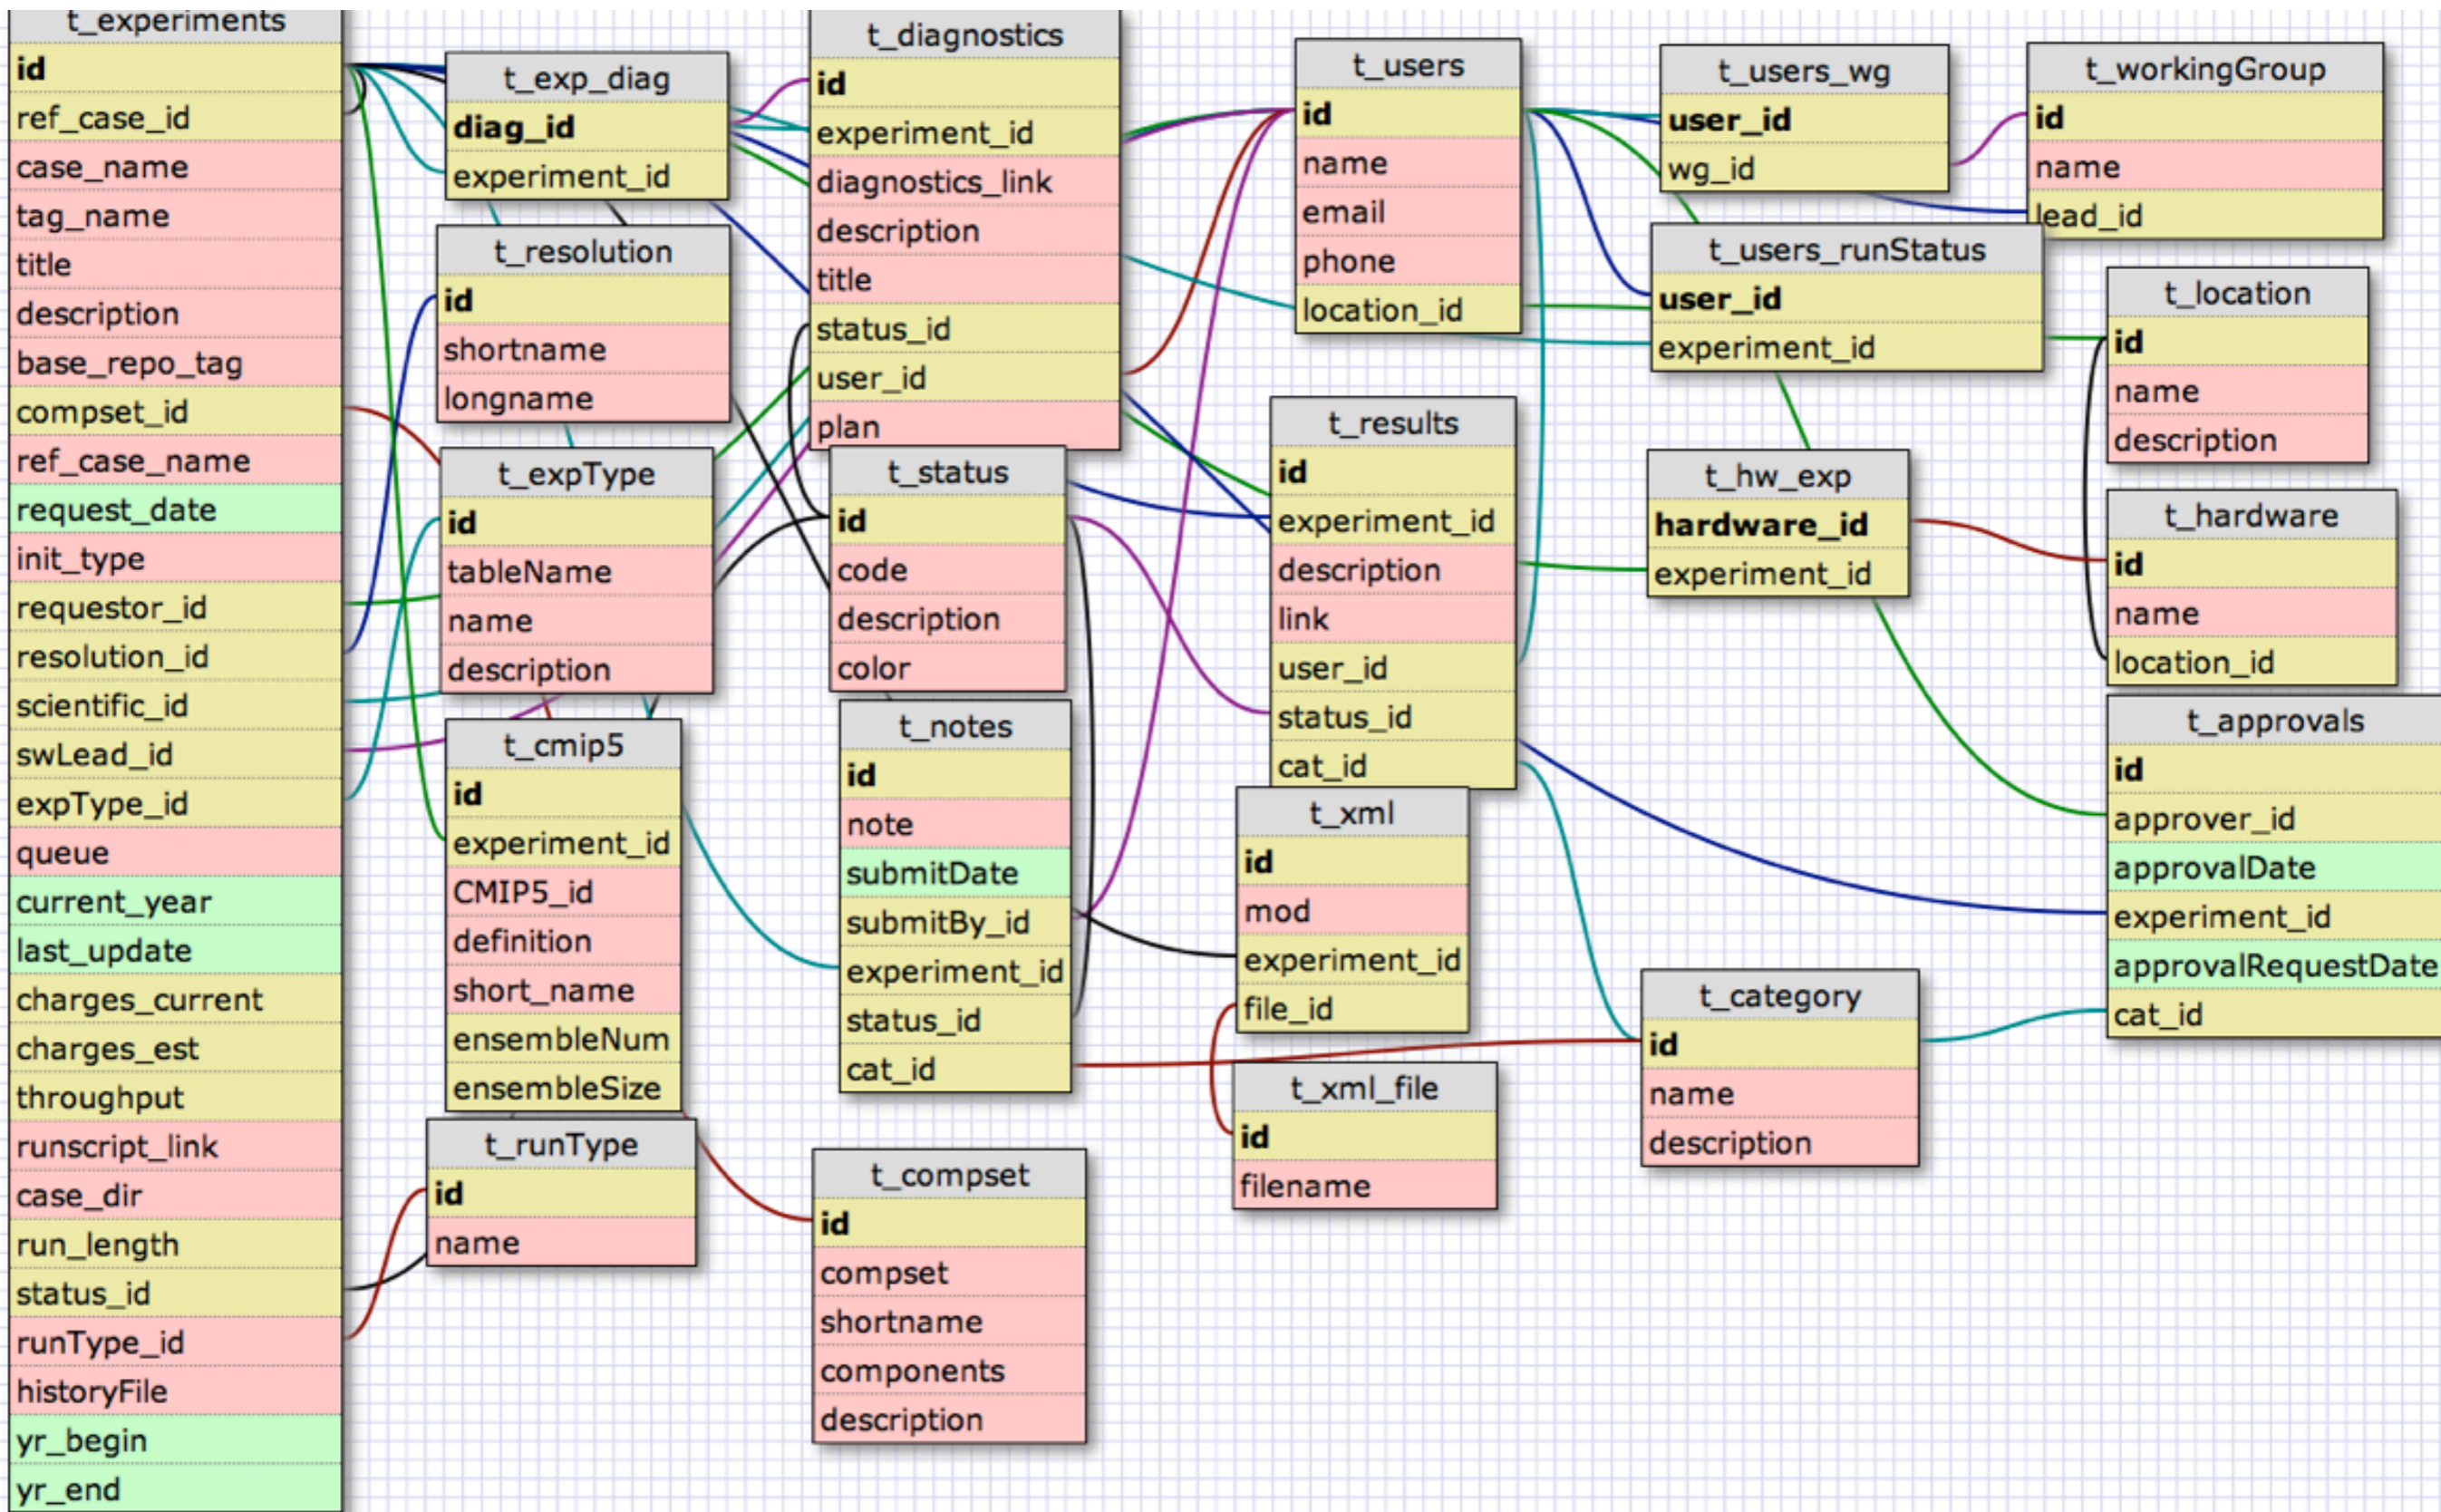 t_experiments
id
ref_case_id
case_name
tag_name
title
description
base_repo_tag
compset_id
ref_case_name
request_date
init_type
requestor_id
resolution_id
scientific_id
swLead_id
expType_id
queue
current_year
last_update
charges_current
charges_est
throughput
runscript_link
case_dir
run_length
status_id
runType_id
historyFile
yr_begin
yr_end
t_exp_diag
diag_id
experiment_id
t_resolution
id
shortname
longname
t_expType
id
tableName
name
description
t_cmip5
id
experiment_id
CMIP5_id
definition
short_name
ensembleNum
ensembleSize
t_runType
id
name
t_diagnostics
id
experiment_id
diagnostics_link
description
title
status_id
user_id
plan
t_status
id
code
description
color
t_notes
id
note
submitDate
submitBy_id
experiment_id
status_id
cat_id
t_compset
id
compset
shortname
components
description
t_users
id
name
email
phone
location_id
t_results
id
experiment_id
description
link
user_id
status_id
cat_id
t_xml
id
mod
experiment_id
file_id
t_xml_file
id
filename
t_users_wg
user_id
wg_id
t_users_runStatus
user_id
experiment_id
t_hw_exp
hardware_id
experiment_id
t_category
id
name
description
t_workingGroup
id
name
lead_id
t_location
id
name
description
t_hardware
id
name
location_id
t_approvals
id
approver_id
approvalDate
experiment_id
approvalRequestDate
cat_id